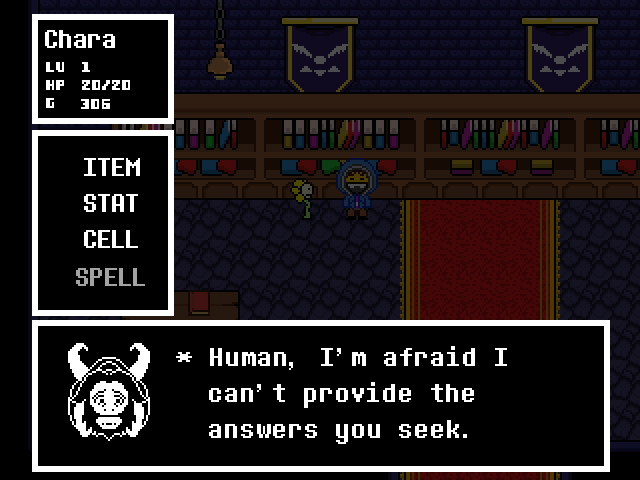 Chara
LV 1
HP 20/20
G 306
ITEM
STAT
CELL
SPELL
* Human, I'm afraid I
can't provide the
answers you seek.